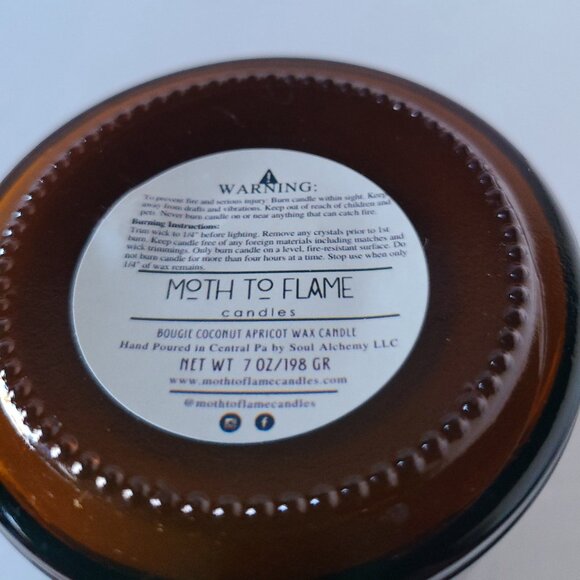 WARNING:
To prevent fire and serious injury: Burn candle within sight. Keep
away from drafts and vibrations. Keep out of reach of children and
pets. Never burn candle on or near anything that can catch fire.
Burning Instructions:
Trim wick to 1/4" before lighting. Remove any crystals prior to 1st
burn. Keep candle free of any foreign materials including matches and
wick trimmings. Only burn candle on a level, fire-resistant surface. Do
not burn candle for more than four hours at a time. Stop use when only
1/4" of wax remains.
MOTH TO FLAME
candles
BOUGIE COCONUT APRICOT WAX CANDLE
Hand Poured in Central Pa by Soul Alchemy LLC
NET WT 7 OZ/198 GR
www.mothtoflamecandles.com
@mothtoflamecandles